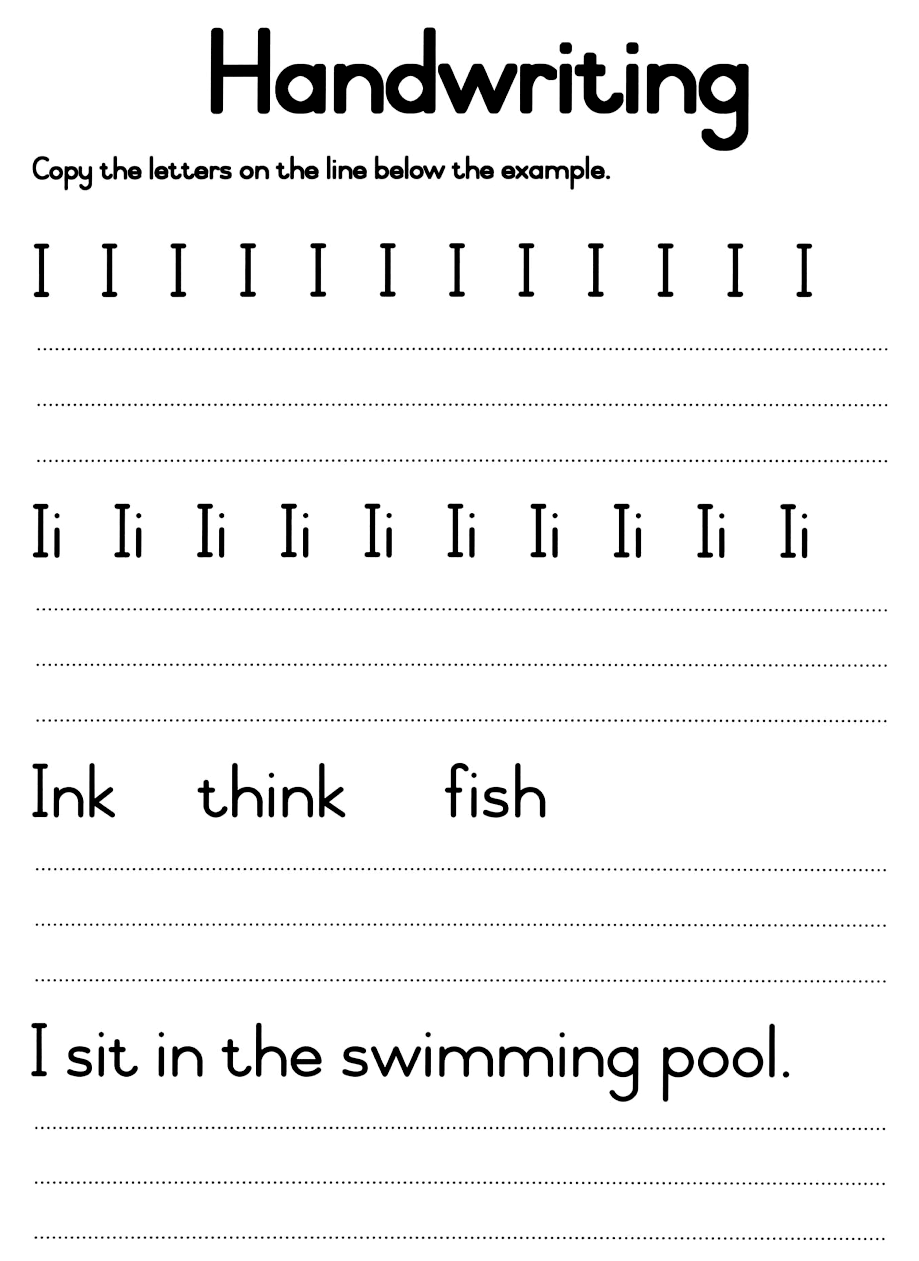 Handwriting
Copy the letters on the line below the example.
I I I I I I I I I I I I
Ii Ii Ii Ii Ii Ii Ii Ii Ii Ii
Ink think fish
I sit in the swimming pool.